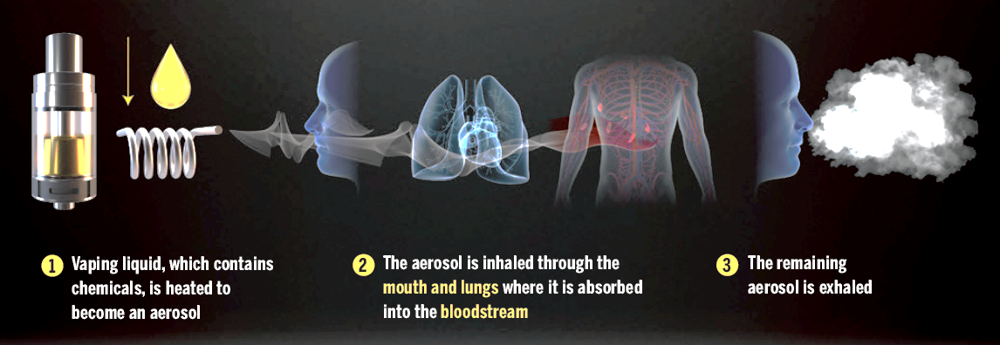 1 Vaping liquid, which contains
chemicals, is heated to
become an aerosol
2 The aerosol is inhaled through the
mouth and lungs where it is absorbed
into the bloodstream
3 The remaining
aerosol is exhaled